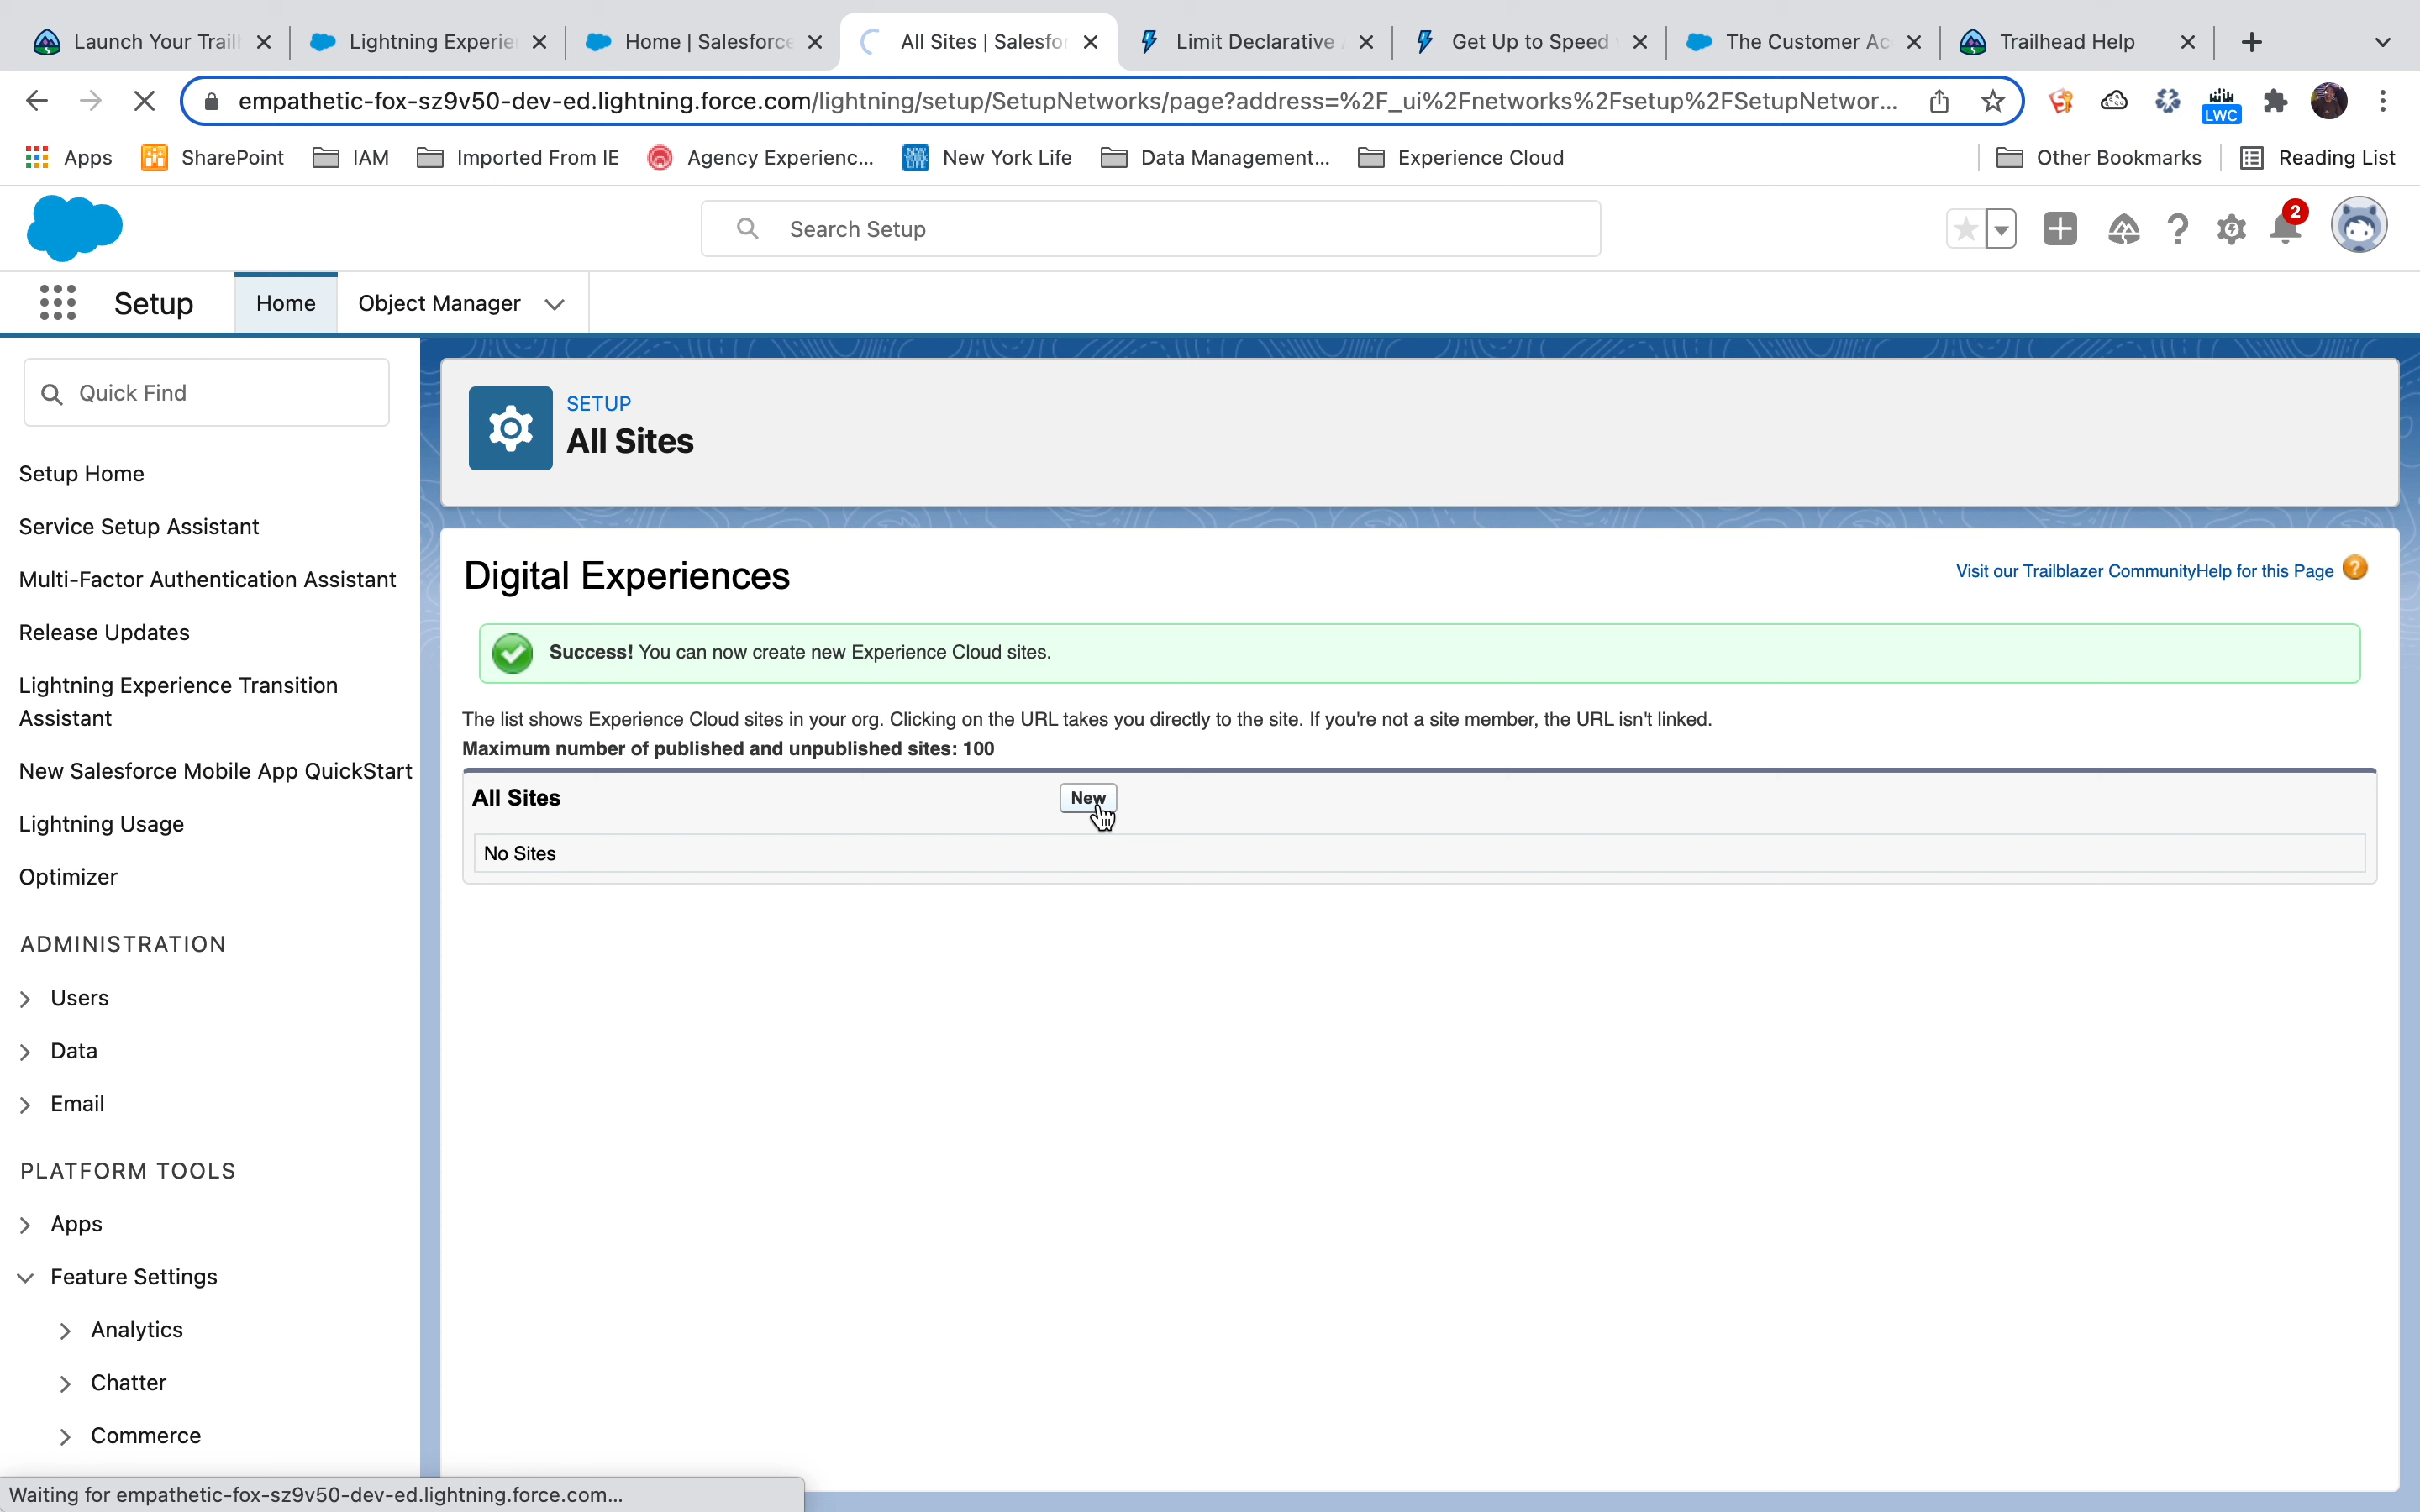 Launch Your Trail
Lightning Experie
Home | Salesforce
All Sites | Salesfor
Limit Declarative
Get Up to Speed
The Customer Ac
Trailhead Help
empathetic-fox-sz9v50-dev-ed.lightning.force.com/lightning/setup/SetupNetworks/page?address=%2F_ui%2Fnetworks%2Fsetup%2FSetupNetwor...
LWC
Apps
SharePoint
IAM
Imported From IE
Agency Experienc...
NEW YORK LIFE
New York Life
Data Management...
Experience Cloud
Other Bookmarks
Reading List
Search Setup
2
Setup
Home
Object Manager
Quick Find
SETUP
All Sites
Setup Home
Service Setup Assistant
Multi-Factor Authentication Assistant
Release Updates
Lightning Experience Transition
Assistant
New Salesforce Mobile App QuickStart
Lightning Usage
Optimizer
ADMINISTRATION
Users
Data
Email
PLATFORM TOOLS
Apps
Feature Settings
Analytics
Chatter
Commerce
Digital Experiences
Visit our Trailblazer CommunityHelp for this Page ?
Success! You can now create new Experience Cloud sites.
The list shows Experience Cloud sites in your org. Clicking on the URL takes you directly to the site. If you're not a site member, the URL isn't linked.
Maximum number of published and unpublished sites: 100
All Sites
New
No Sites
Waiting for empathetic-fox-sz9v50-dev-ed.lightning.force.com...